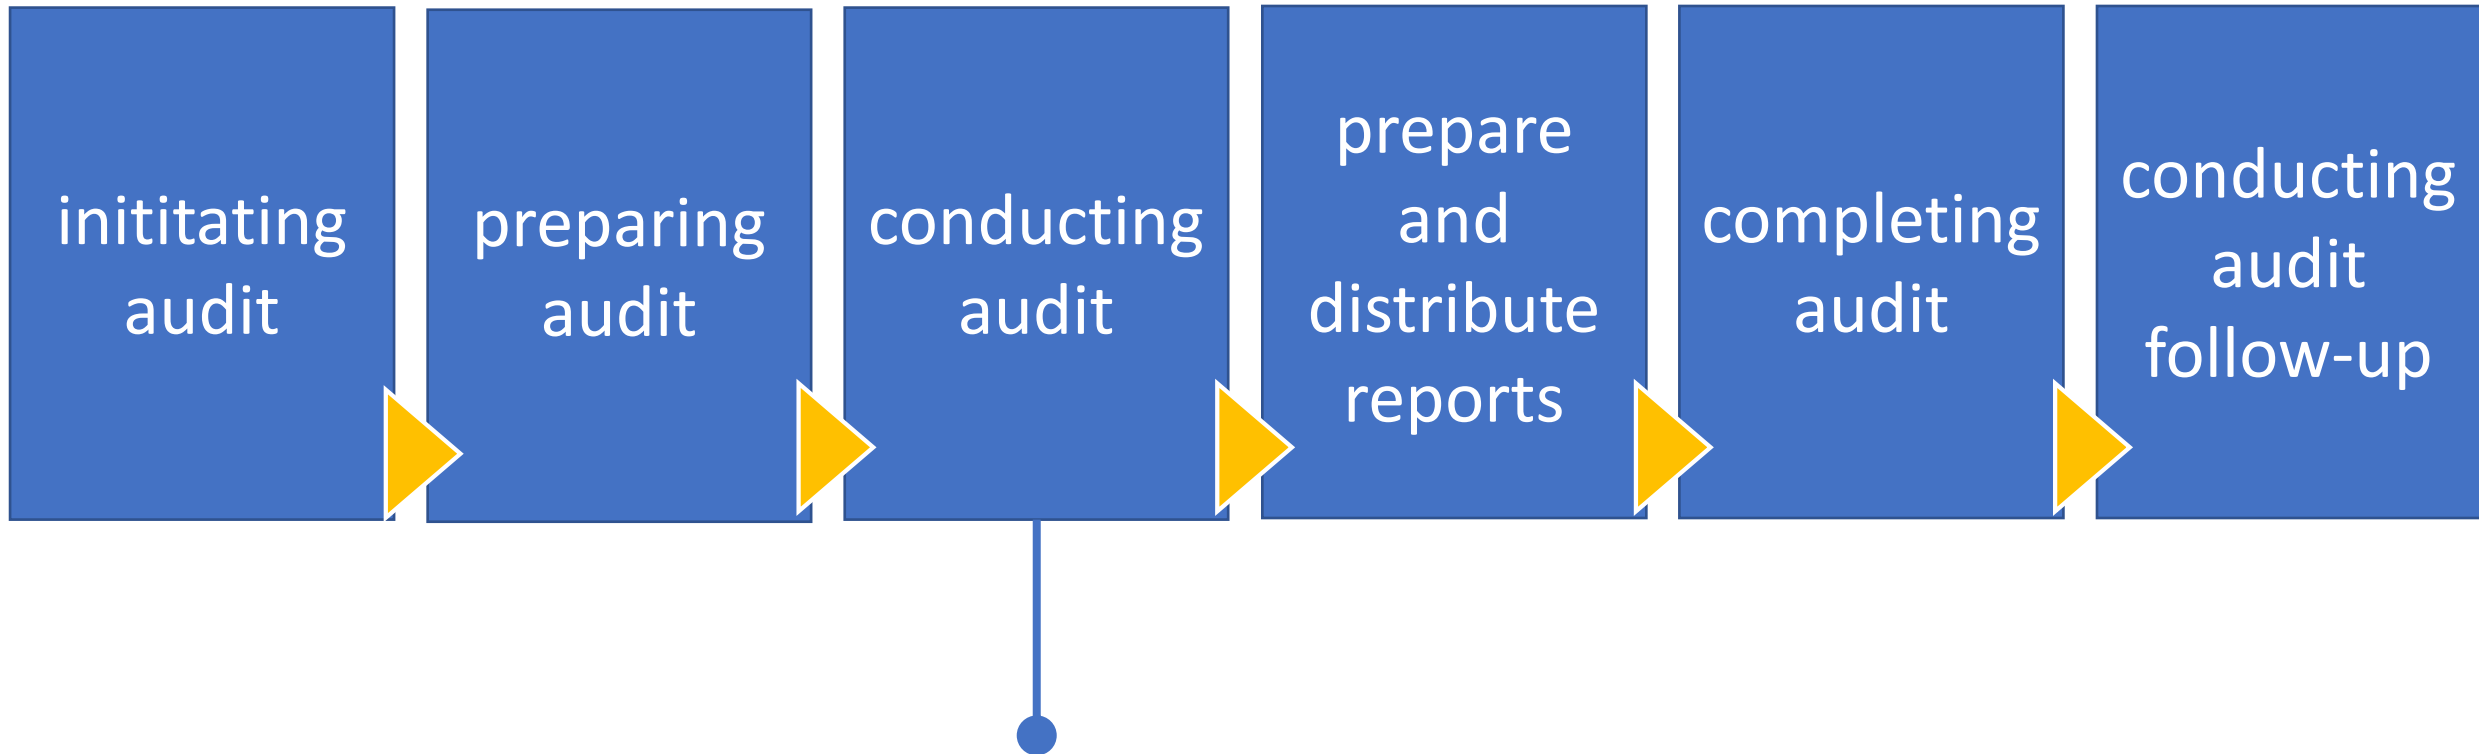 inititating
audit
preparing
audit
conducting
audit
prepare
and
distribute
reports
completing
audit
conducting
audit
follow-up